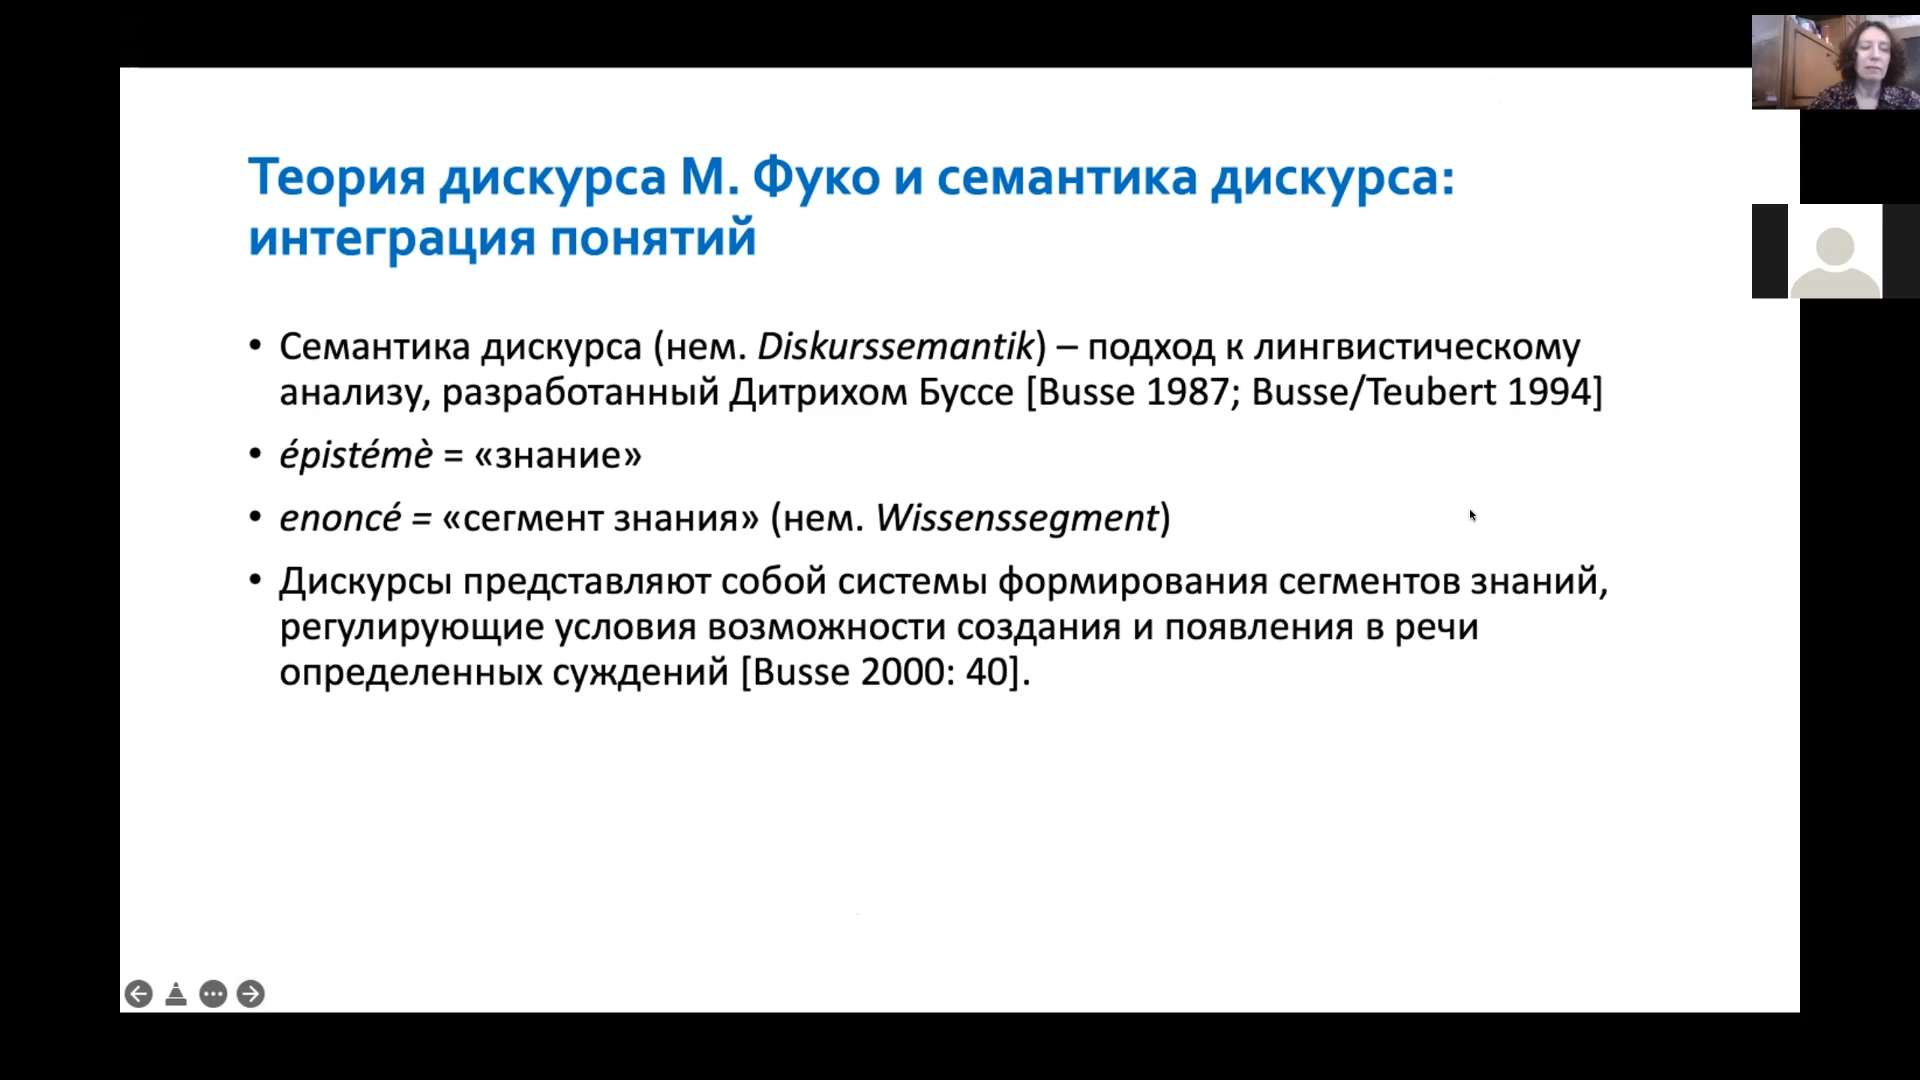 Теория дискурса М. Фуко и семантика дискурса:
интеграция понятий
• Семантика дискурса (нем. Diskurssemantik) – подход к лингвистическому
анализу, разработанный Дитрихом Буссе [Busse 1987; Busse/Teubert 1994]
• épistémè = «знание»
• enoncé = «сегмент знания» (нем. Wissenssegment)
• Дискурсы представляют собой системы формирования сегментов знаний,
регулирующие условия возможности создания и появления в речи
определенных суждений [Busse 2000: 40].